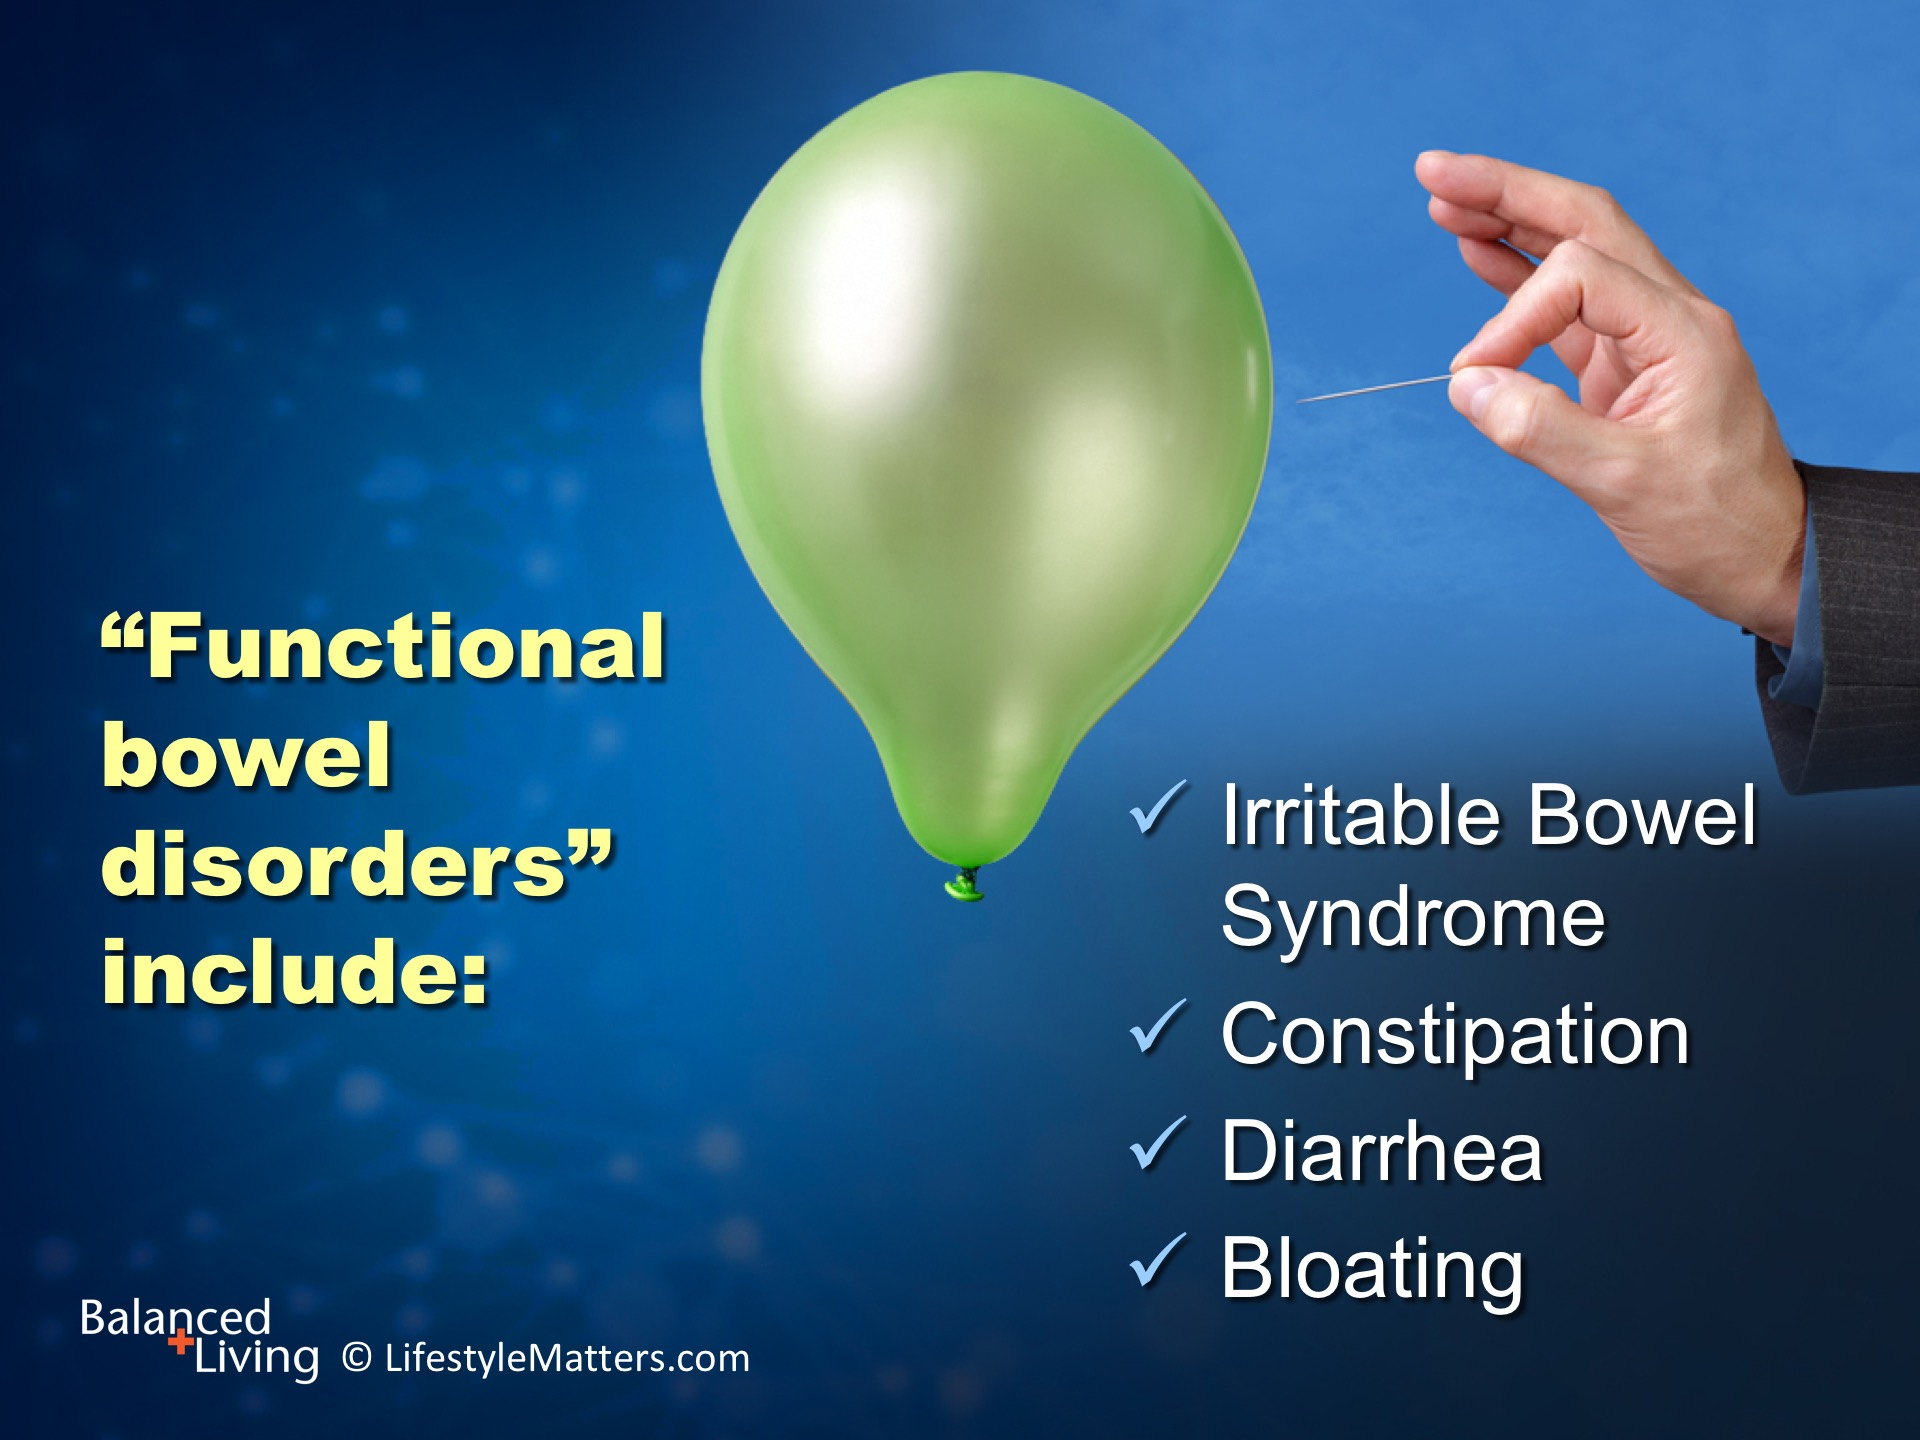 “Functional
bowel
disorders”
include:
✓ Irritable Bowel
Syndrome
✓ Constipation
✓ Diarrhea
✓ Bloating
Balanced
+Living © LifestyleMatters.com